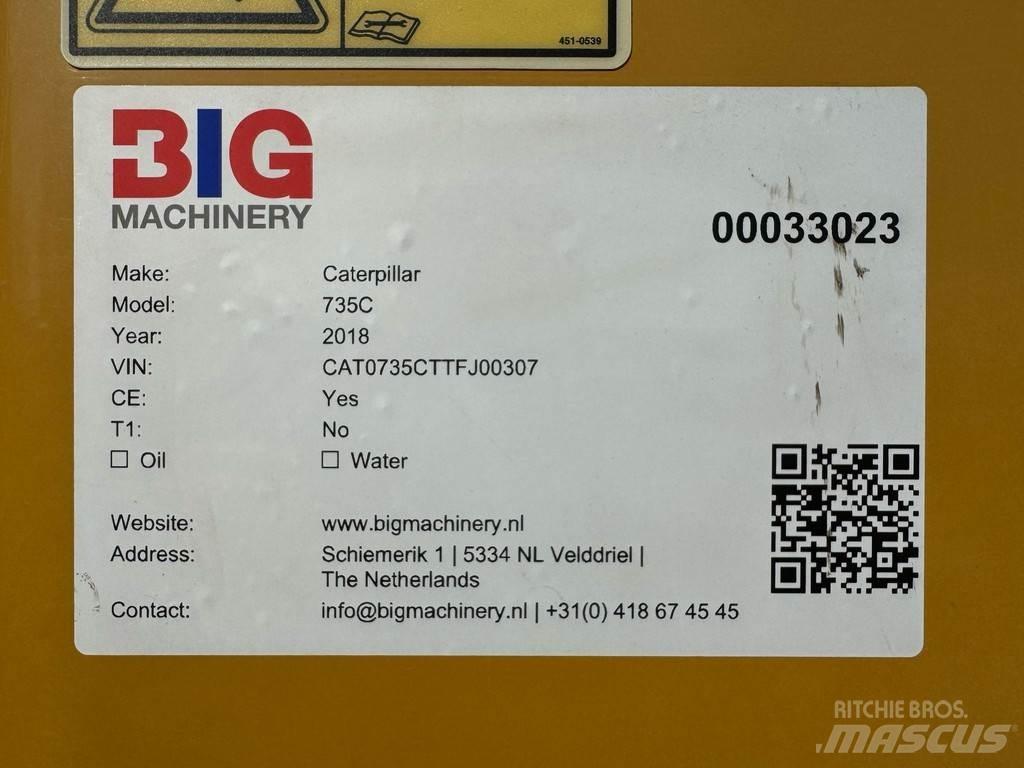 451-0539
BIG
MACHINERY
00033023
Make: Caterpillar
Model: 735C
Year: 2018
VIN: CAT0735CTTFJ00307
CE: Yes
T1: No
☐ Oil ☐ Water
Website: www.bigmachinery.nl
Address: Schiemerik 1 | 5334 NL Velddriel |
The Netherlands
Contact: info@bigmachinery.nl | +31(0) 418 67 45 45
RITCHIE BROS.
MASCUS